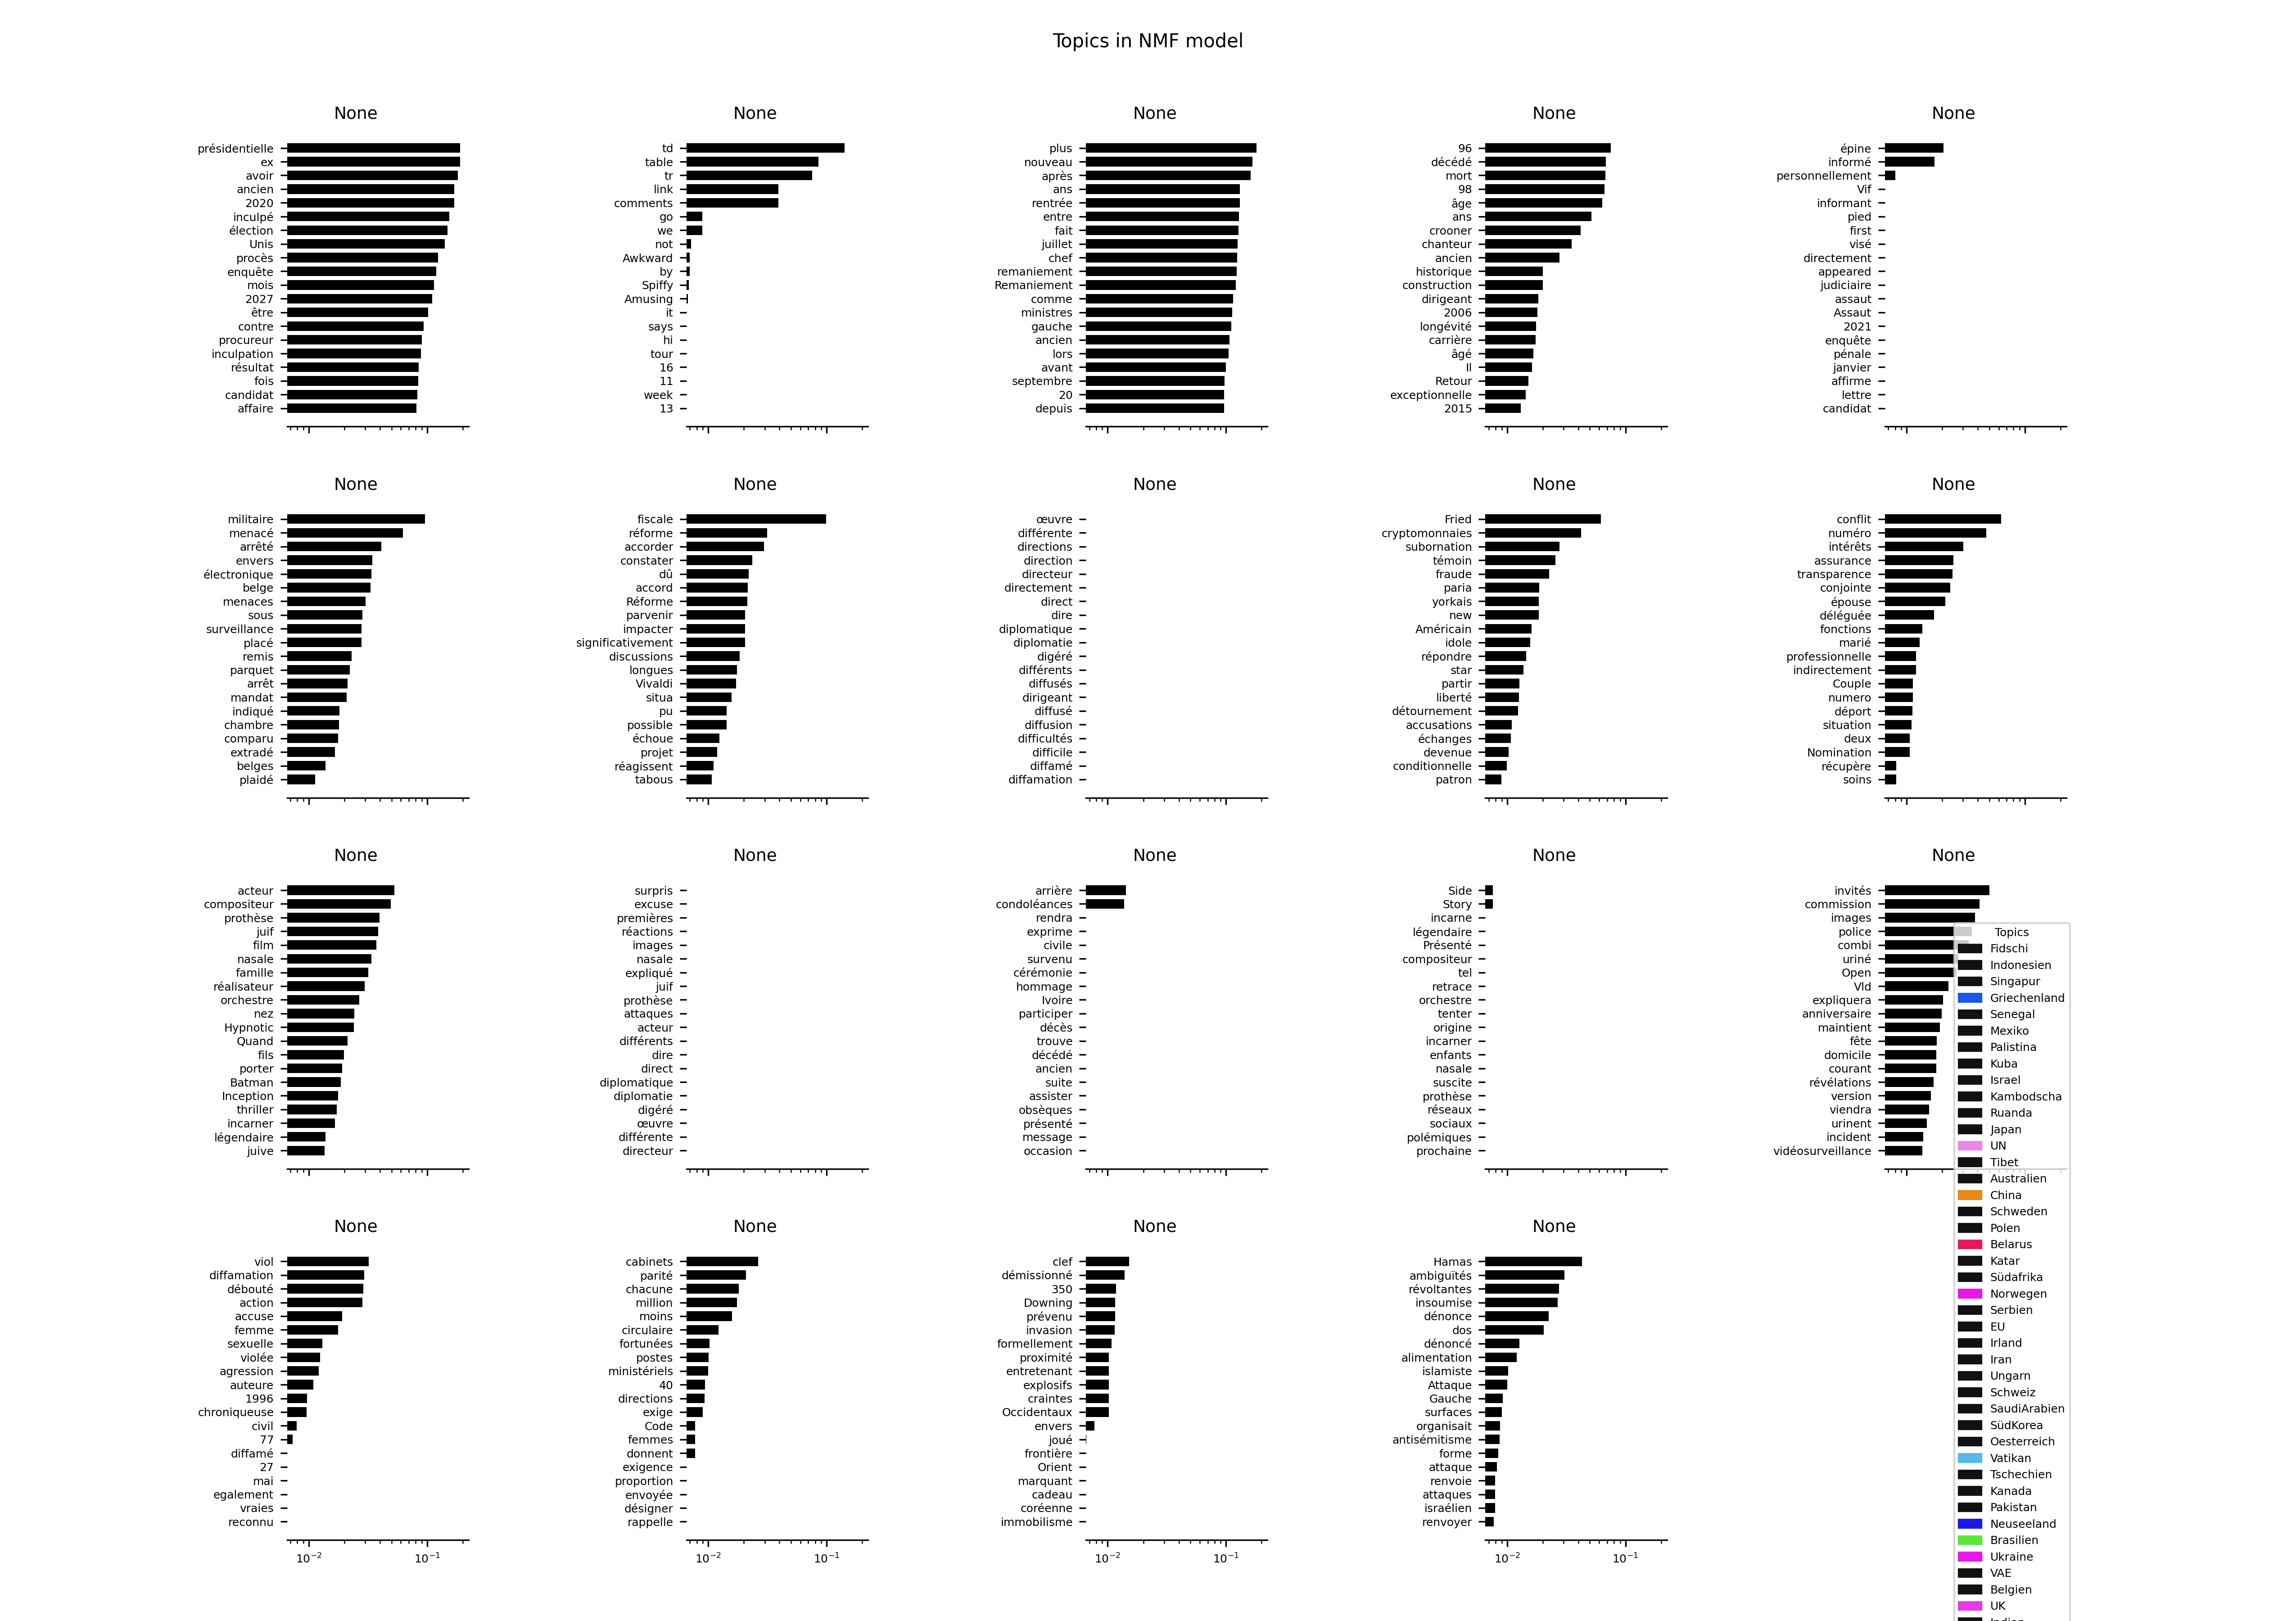 Topics in NMF model
None
présidentielle
ex
avoir
ancien
2020
inculpé
élection
Unis
procès
enquête
mois
2027
être
contre
procureur
inculpation
résultat
fois
candidat
affaire
None
td
table
tr
link
comments
go
we
not
Awkward
by
Spiffy
Amusing
it
says
hi
tour
16
11
week
13
None
plus
nouveau
après
ans
rentrée
entre
fait
juillet
chef
remaniement
Remaniement
comme
ministres
gauche
ancien
lors
avant
septembre
20
depuis
None
96
décédé
mort
98
âge
ans
crooner
chanteur
ancien
historique
construction
dirigeant
2006
longévité
carrière
âgé
Il
Retour
exceptionnelle
2015
None
épine
informé
personnellement
Vif
informant
pied
first
visé
directement
appeared
judiciaire
assaut
Assaut
2021
enquête
pénale
janvier
affirme
lettre
candidat
None
militaire
menacé
arrêté
envers
électronique
belge
menaces
sous
surveillance
placé
remis
parquet
arrêt
mandat
indiqué
chambre
comparu
extradé
belges
plaidé
None
fiscale
réforme
accorder
constater
dû
accord
Réforme
parvenir
impacter
significativement
discussions
longues
Vivaldi
situa
pu
possible
échoue
projet
réagissent
tabous
None
œuvre
différente
directions
direction
directeur
directement
direct
dire
diplomatique
diplomatie
digéré
différents
diffusés
dirigeant
diffusé
diffusion
difficultés
difficile
diffamé
diffamation
None
Fried
cryptomonnaies
subornation
témoin
fraude
paria
yorkais
new
Américain
idole
répondre
star
partir
liberté
détournement
accusations
échanges
devenue
conditionnelle
patron
None
conflit
numéro
intérêts
assurance
transparence
conjointe
épouse
déléguée
fonctions
marié
professionnelle
indirectement
Couple
numero
déport
situation
deux
Nomination
récupère
soins
None
acteur
compositeur
prothèse
juif
film
nasale
famille
réalisateur
orchestre
nez
Hypnotic
Quand
fils
porter
Batman
Inception
thriller
incarner
légendaire
juive
None
surpris
excuse
premières
réactions
images
nasale
expliqué
juif
prothèse
attaques
acteur
différents
dire
direct
diplomatique
diplomatie
digéré
œuvre
différente
directeur
None
arrière
condoléances
rendra
exprime
civile
survenu
cérémonie
hommage
Ivoire
participer
décès
trouve
décédé
ancien
suite
assister
obsèques
présenté
message
occasion
None
Side
Story
incarne
légendaire
Présenté
compositeur
tel
retrace
orchestre
tenter
origine
incarner
enfants
nasale
suscite
prothèse
réseaux
sociaux
polémiques
prochaine
None
invités
commission
images
police
combi
uriné
Open
Vld
expliquera
anniversaire
maintient
fête
domicile
courant
révélations
version
viendra
urinent
incident
vidéosurveillance
None
viol
diffamation
débouté
action
accuse
femme
sexuelle
violée
agression
auteure
1996
chroniqueuse
civil
77
diffamé
27
mai
egalement
vraies
reconnu
10⁻²
10⁻¹
None
cabinets
parité
chacune
million
moins
circulaire
fortunées
postes
ministériels
40
directions
exige
Code
femmes
donnent
exigence
proportion
envoyée
désigner
rappelle
10⁻²
10⁻¹
None
clef
démissionné
350
Downing
prévenu
invasion
formellement
proximité
entretenant
explosifs
craintes
Occidentaux
envers
joué
frontière
Orient
marquant
cadeau
coréenne
immobilisme
10⁻²
10⁻¹
None
Hamas
ambiguïtés
révoltantes
insoumise
dénonce
dos
dénoncé
alimentation
islamiste
Attaque
Gauche
surfaces
organisait
antisémitisme
forme
attaque
renvoie
attaques
israélien
renvoyer
10⁻²
10⁻¹
Topics
Fidschi
Indonesien
Singapur
Griechenland
Senegal
Mexiko
Palistina
Kuba
Israel
Kambodscha
Ruanda
Japan
UN
Tibet
Australien
China
Schweden
Polen
Belarus
Katar
Südafrika
Norwegen
Serbien
EU
Irland
Iran
Ungarn
Schweiz
SaudiArabien
SüdKorea
Oesterreich
Vatikan
Tschechien
Kanada
Pakistan
Neuseeland
Brasilien
Ukraine
VAE
Belgien
UK